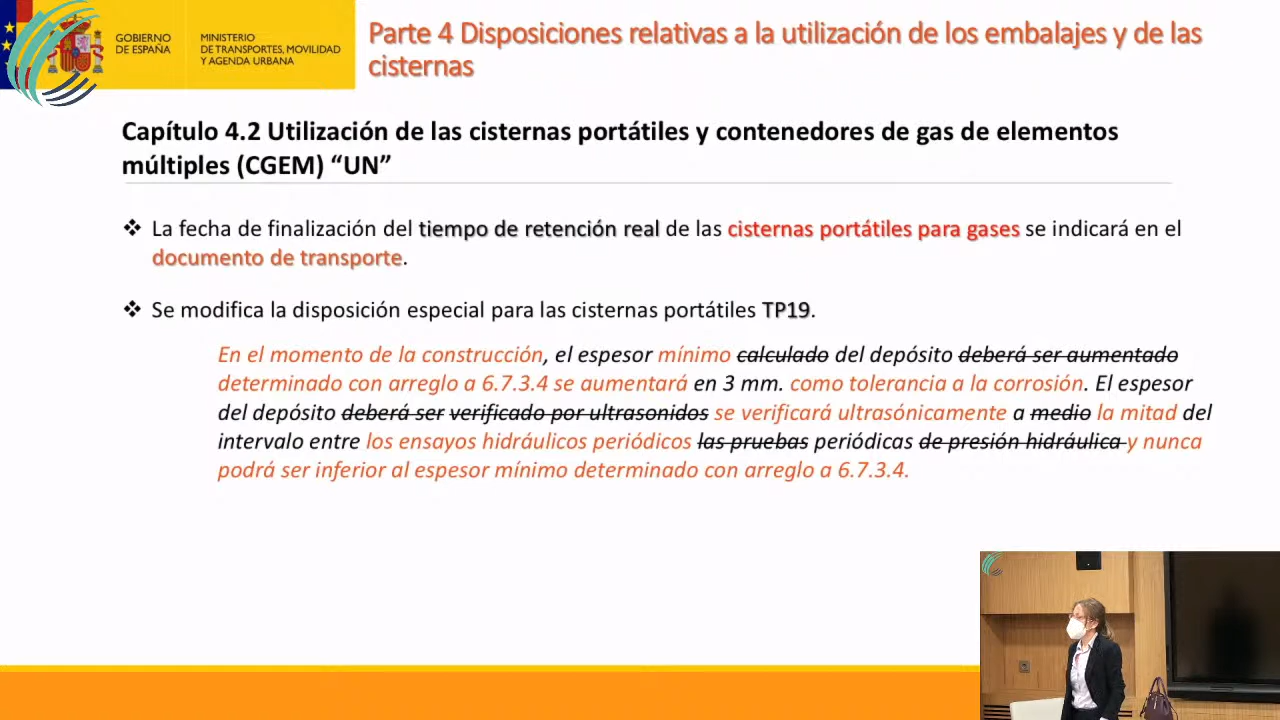 GOBIERNO
DE ESPAÑA
MINISTERIO
DE TRANSPORTES, MOVILIDAD
Y AGENDA URBANA
Parte 4 Disposiciones relativas a la utilización de los embalajes y de las
cisternas
Capítulo 4.2 Utilización de las cisternas portátiles y contenedores de gas de elementos
múltiples (CGEM) “UN”
❖ La fecha de finalización del tiempo de retención real de las cisternas portátiles para gases se indicará en el
documento de transporte.
❖ Se modifica la disposición especial para las cisternas portátiles TP19.
En el momento de la construcción, el espesor mínimo calculado del depósito deberá ser aumentado
determinado con arreglo a 6.7.3.4 se aumentará en 3 mm. como tolerancia a la corrosión. El espesor
del depósito deberá ser verificado por ultrasonidos se verificará ultrasónicamente a medio la mitad del
intervalo entre los ensayos hidráulicos periódicos las pruebas periódicas de presión hidráulica y nunca
podrá ser inferior al espesor mínimo determinado con arreglo a 6.7.3.4.